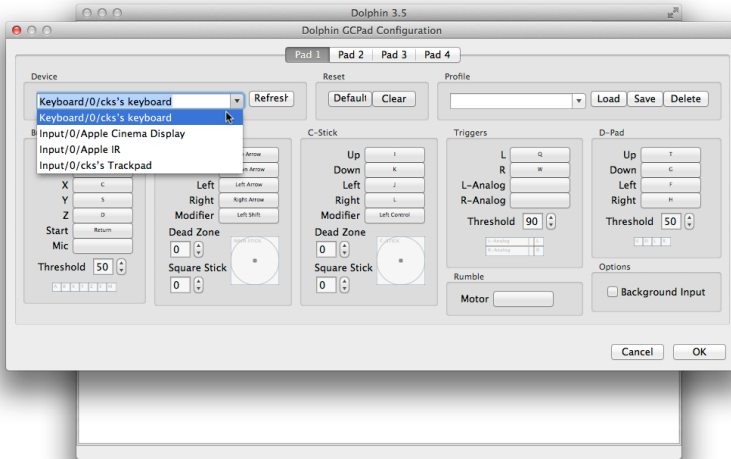 Dolphin 3.5
Dolphin GCPad Configuration
Pad 1 Pad 2 Pad 3 Pad 4
Device
Reset
Profile
Keyboard/0/cks's keyboard
Refresh
Default
Clear
Load
Save
Delete
Keyboard/0/cks's keyboard
Input/0/Apple Cinema Display
Input/0/Apple IR
Input/0/cks's Trackpad
X C
Y S
Z D
Start Return
Mic
Threshold 50
Arrow
Arrow
Left Left Arrow
Right Right Arrow
Modifier Left Shift
Dead Zone
0
Square Stick
0
C-Stick
Up I
Down K
Left J
Right L
Modifier Left Control
Dead Zone
0
Square Stick
0
Triggers
L Q
R W
L-Analog
R-Analog
Threshold 90
L-Analog L
R-Analog R
Rumble
Motor
D-Pad
Up T
Down G
Left F
Right H
Threshold 50
U D L R
Options
Background Input
Cancel
OK